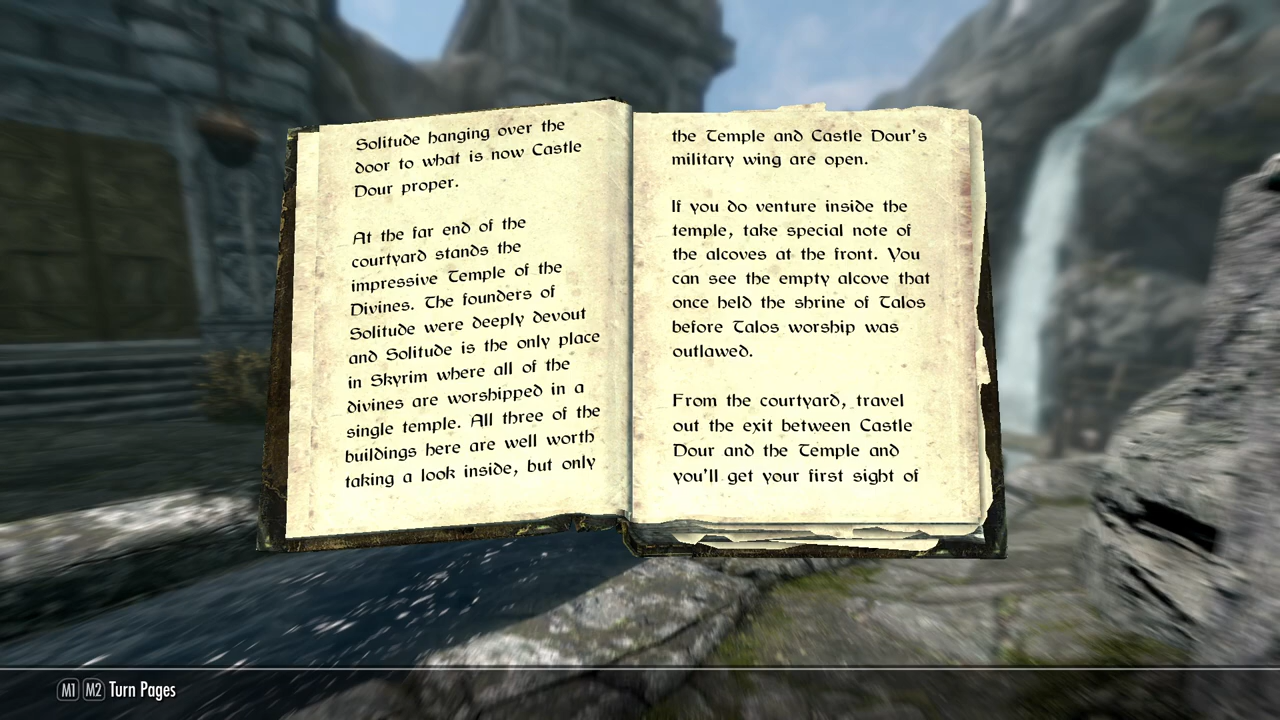 Solitude hanging over the
door to what is now Castle
Dour proper.
At the far end of the
courtyard stands the
impressive Temple of the
Divines. The founders of
Solitude were deeply devout
and Solitude is the only place
in Skyrim where all of the
divines are worshipped in a
single temple. All three of the
buildings here are well worth
taking a look inside, but only
the Temple and Castle Dour's
military wing are open.
If you do venture inside the
temple, take special note of
the alcoves at the front. You
can see the empty alcove that
once held the shrine of Talos
before Talos worship was
outlawed.
From the courtyard, travel
out the exit between Castle
Dour and the Temple and
you'll get your first sight of
M1 M2 Turn Pages